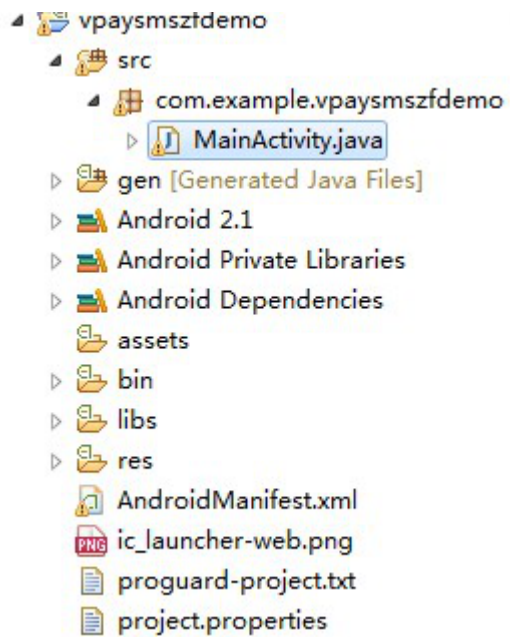 vpaysmszfdemo
src
com.example.vpaysmszfdemo
MainActivity.java
gen [Generated Java Files]
Android 2.1
Android Private Libraries
Android Dependencies
assets
bin
libs
res
AndroidManifest.xml
ic_launcher-web.png
proguard-project.txt
project.properties